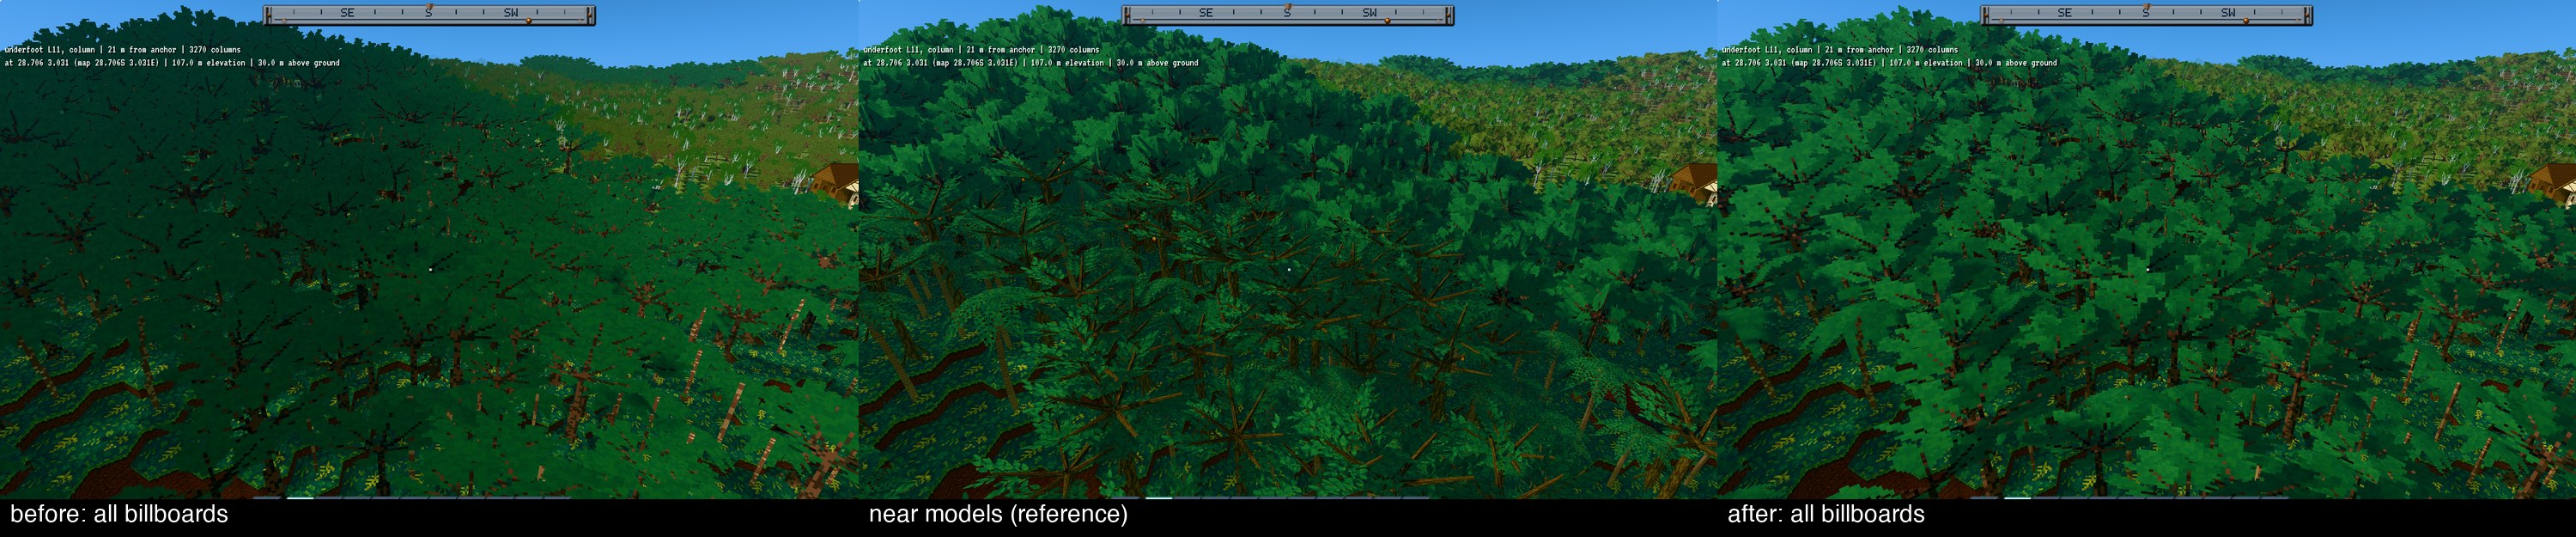 SE S SW
underfoot L11, column | 21 m from anchor | 3270 columns
at 28.706 3.031 (map 28.706S 3.031E) | 107.0 m elevation | 30.0 m above ground
before: all billboards
SE S SW
underfoot L11, column | 21 m from anchor | 3270 columns
at 28.706 3.031 (map 28.706S 3.031E) | 107.0 m elevation | 30.0 m above ground
near models (reference)
SE S SW
underfoot L11, column | 21 m from anchor | 3270 columns
at 28.706 3.031 (map 28.706S 3.031E) | 107.0 m elevation | 30.0 m above ground
after: all billboards